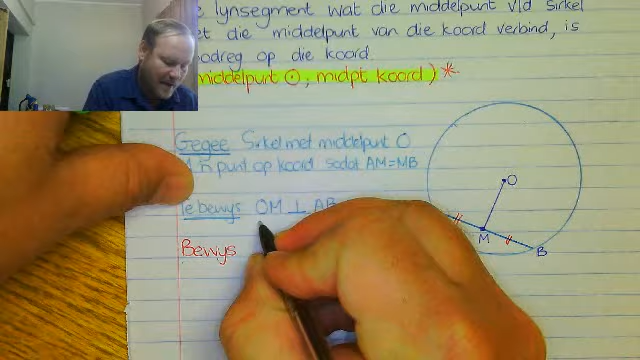 lynsegment wat die middelpunt v/d sirkel
et die middelpunt van die koord verbind, is
op die koord.
middelpunt ⊙, midpt koord) *
Gegee Sirkel met middelpunt O
'n punt op koord sodat AM=MB
Te bewys OM ⊥ AB
Bewys
O
M
B